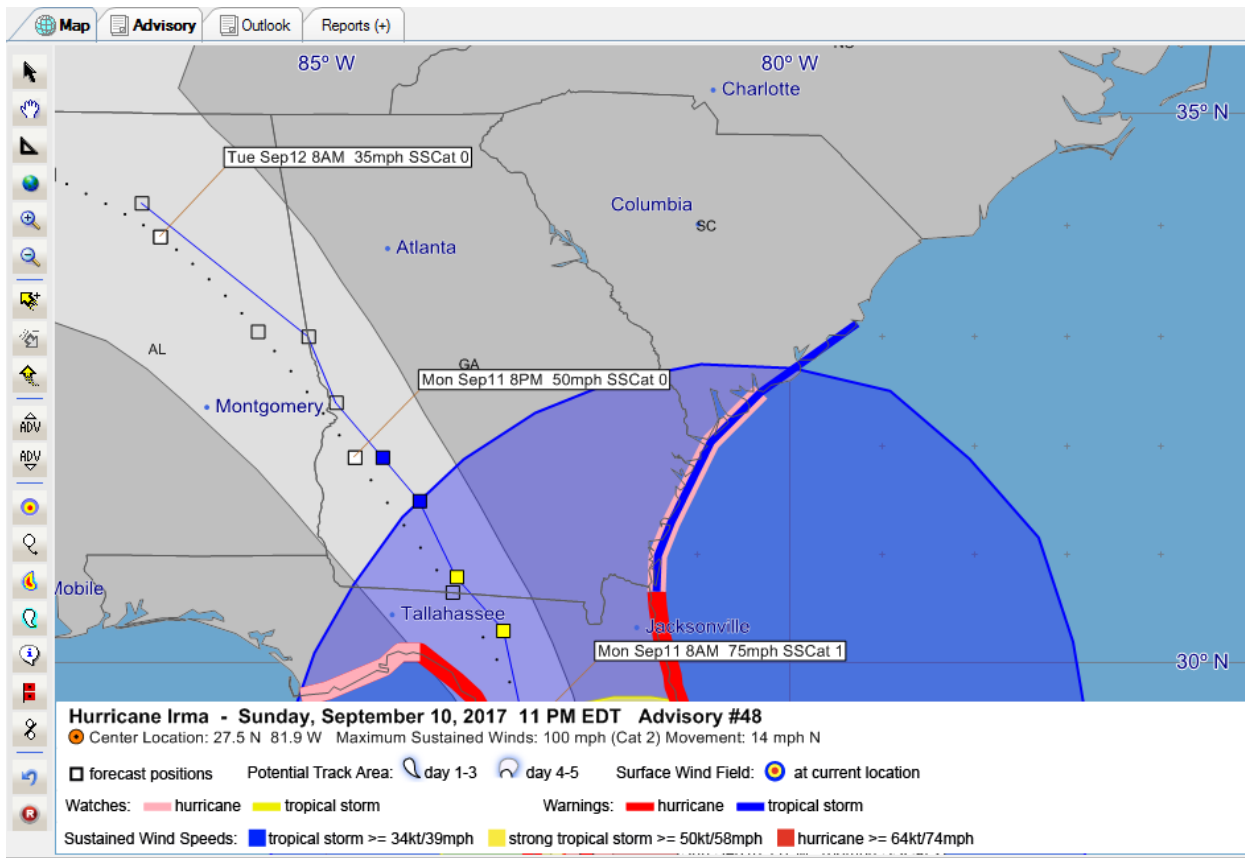 Map Advisory Outlook Reports (+)
85° W 80° W
Charlotte
35° N
Tue Sep12 8AM 35mph SSCat 0
Columbia
SC
Atlanta
AL
GA
Mon Sep11 8PM 50mph SSCat 0
Montgomery
ADV
ADV
Mobile
Tallahassee
Jacksonville
Mon Sep11 8AM 75mph SSCat 1
30° N
Hurricane Irma - Sunday, September 10, 2017 11 PM EDT Advisory #48
Center Location: 27.5 N 81.9 W Maximum Sustained Winds: 100 mph (Cat 2) Movement: 14 mph N
forecast positions Potential Track Area: day 1-3 day 4-5 Surface Wind Field: at current location
Watches: hurricane tropical storm Warnings: hurricane tropical storm
Sustained Wind Speeds: tropical storm >= 34kt/39mph strong tropical storm >= 50kt/58mph hurricane >= 64kt/74mph